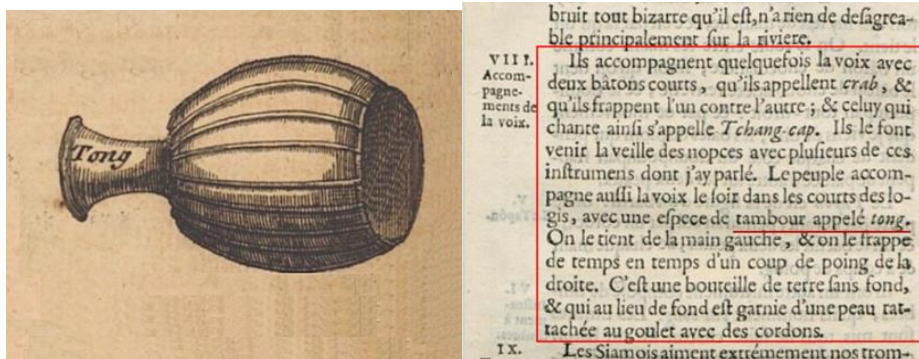 Tong
bruit tout bizarre qu'il est, n'a rien de desagrea-
ble principalement sur la riviere.
VIII.
Accom-
pagne-
ments de
la voix.
Ils accompagnent quelquefois la voix avec
deux bâtons courts, qu'ils appellent crab, &
qu'ils frappent l'un contre l'autre; & celuy qui
chante ainsi s'appelle Tchang-cap. Ils le font
venir la veille des nopces avec plusieurs de ces
instrumens dont j'ay parlé. Le peuple accom-
pagne aussi la voix le soir dans les courts des lo-
gis, avec une espece de tambour appelé tong.
On le tient de la main gauche, & on le frappe
de temps en temps d'un coup de poing de la
droite. C'est une bouteille de terre sans fond,
& qui au lieu de fond est garnie d'une peau rat-
tachée au goulet avec des cordons.
IX.
Les Siamois aiment extrémement nos trom-